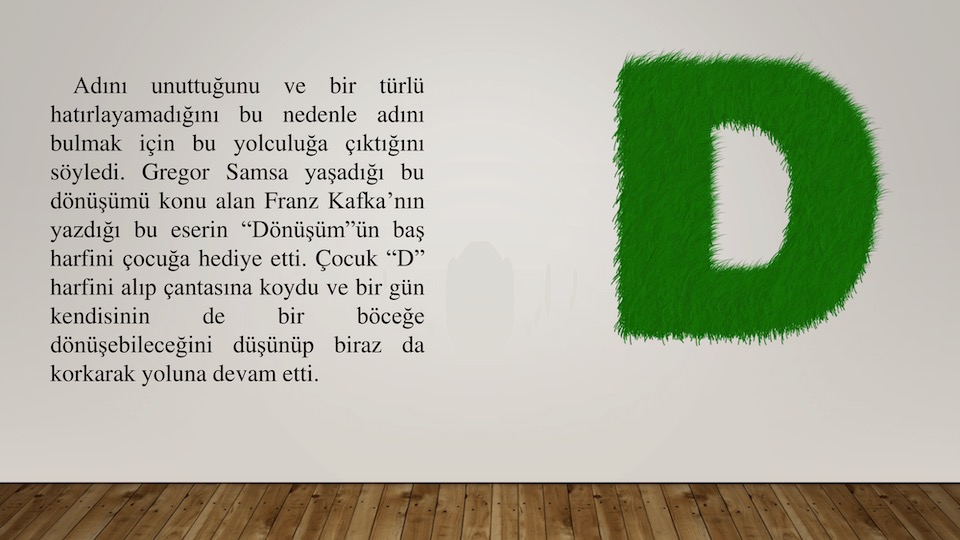 Adını unuttuğunu ve bir türlü
hatırlayamadığını bu nedenle adını
bulmak için bu yolculuğa çıktığını
söyledi. Gregor Samsa yaşadığı bu
dönüşümü konu alan Franz Kafka’nın
yazdığı bu eserin “Dönüşüm”ün baş
harfini çocuğa hediye etti. Çocuk “D”
harfini alıp çantasına koydu ve bir gün
kendisinin de bir böceğe
dönüşebileceğini düşünüp biraz da
korkarak yoluna devam etti.
D